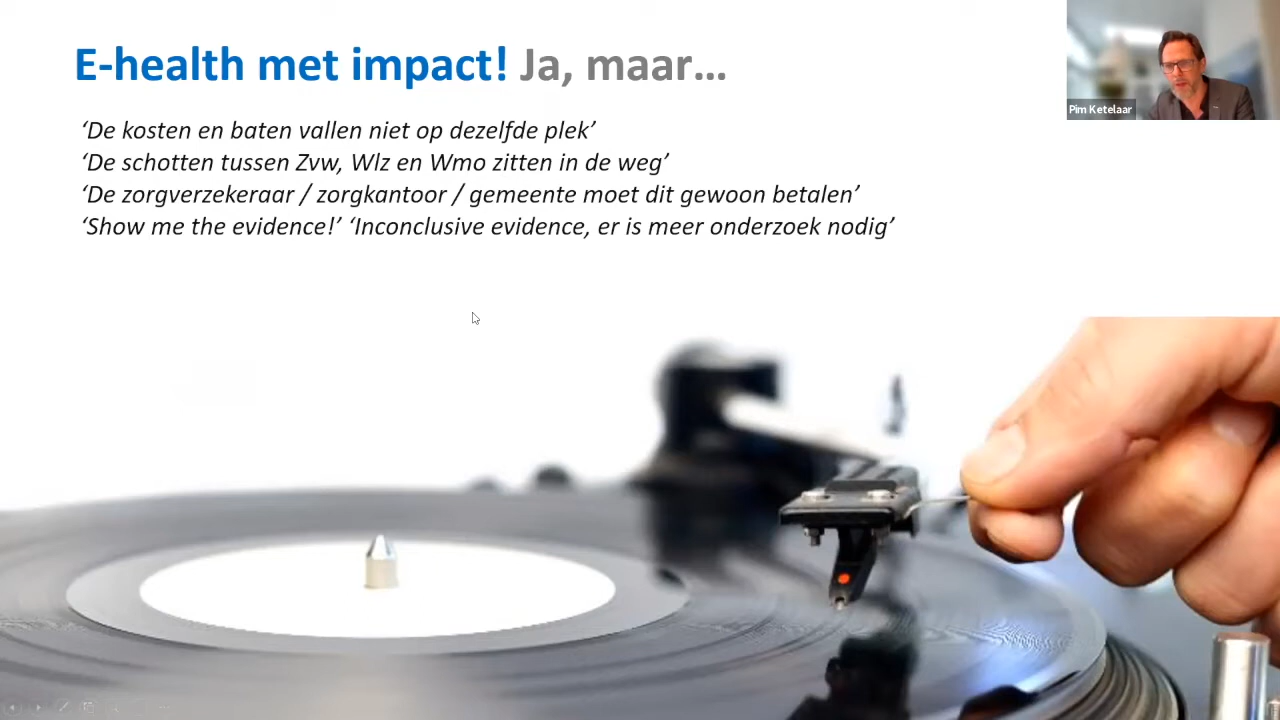 E-health met impact! Ja, maar…
‘De kosten en baten vallen niet op dezelfde plek’
‘De schotten tussen Zvw, Wlz en Wmo zitten in de weg’
‘De zorgverzekeraar / zorgkantoor / gemeente moet dit gewoon betalen’
‘Show me the evidence!’ ‘Inconclusive evidence, er is meer onderzoek nodig’
Pim Ketelaar